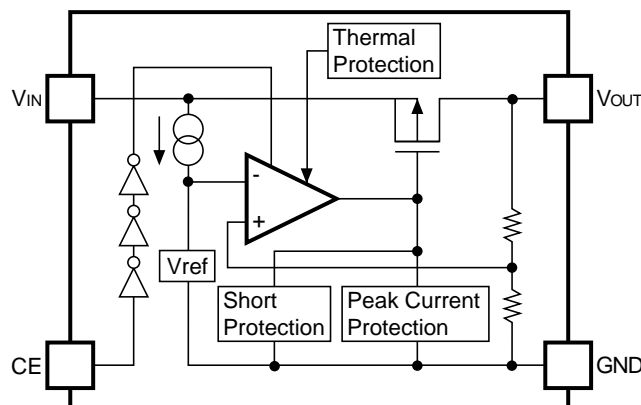 Thermal
Protection
VIN
VOUT
-
+
Vref
Short
Protection
Peak Current
Protection
CE
GND